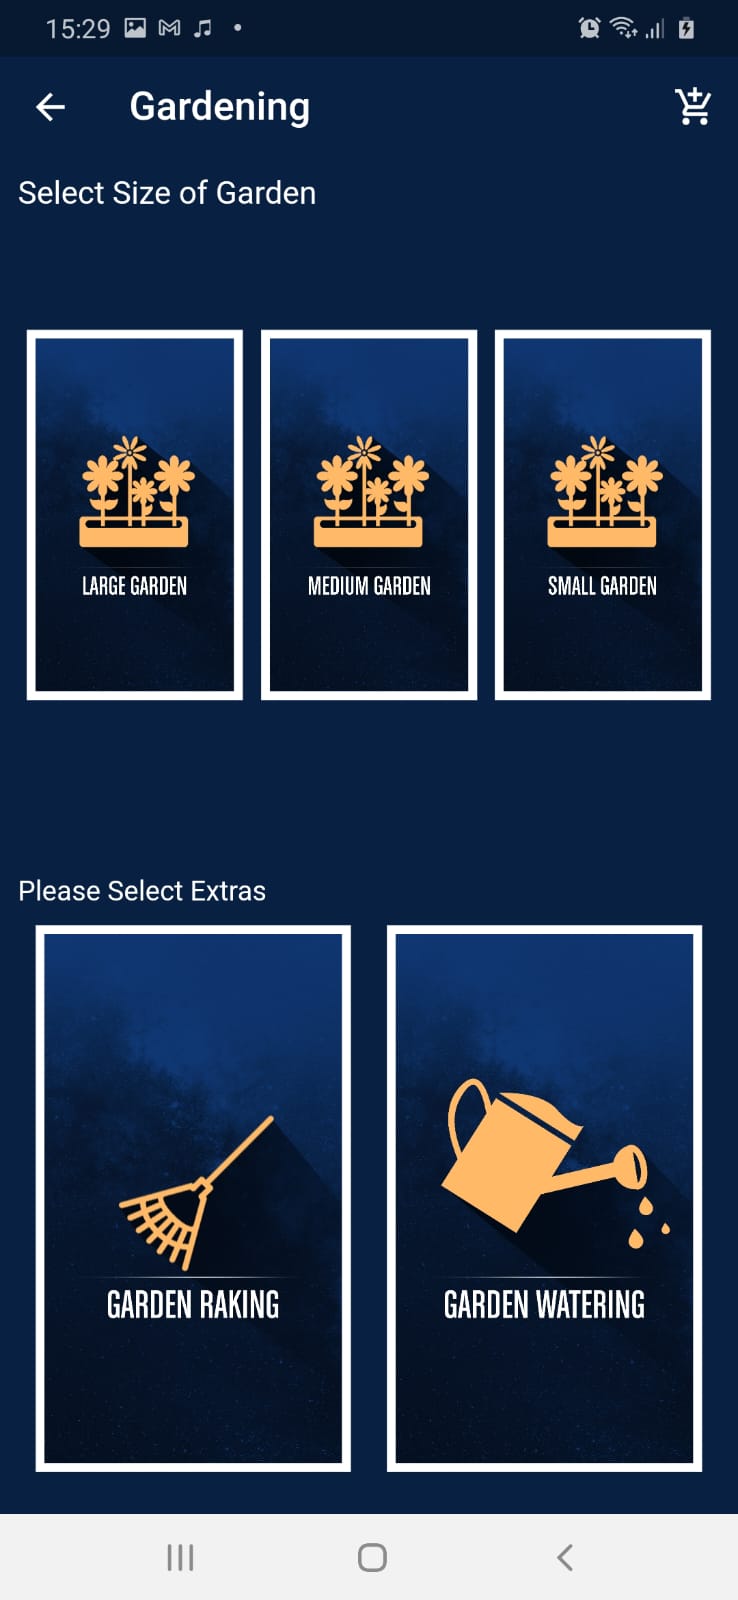 15:29
Gardening
Select Size of Garden
LARGE GARDEN
MEDIUM GARDEN
SMALL GARDEN
Please Select Extras
GARDEN RAKING
GARDEN WATERING